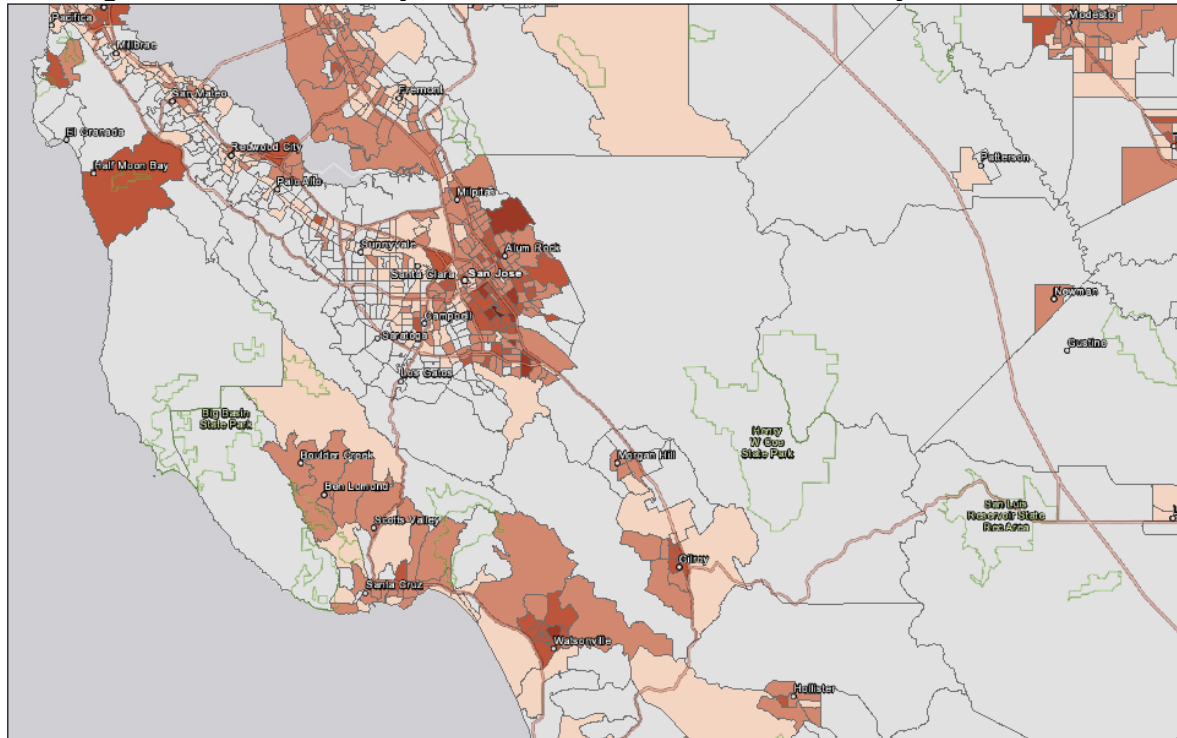 Pacifica
Millbrae
Modesto
San Mateo
Fremont
El Granada
Redwood City
Half Moon Bay
Palo Alto
Patterson
Milpitas
Sunnyvale
Alum Rock
Santa Clara
San Jose
Newman
Campbell
Saratoga
Gustine
Los Gatos
Big Basin
State Park
Henry
W Coe
State Park
Boulder Creek
Morgan Hill
Ben Lomond
San Luis
Reservoir State
Rec Area
Scotts Valley
Gilroy
Santa Cruz
Watsonville
Hollister